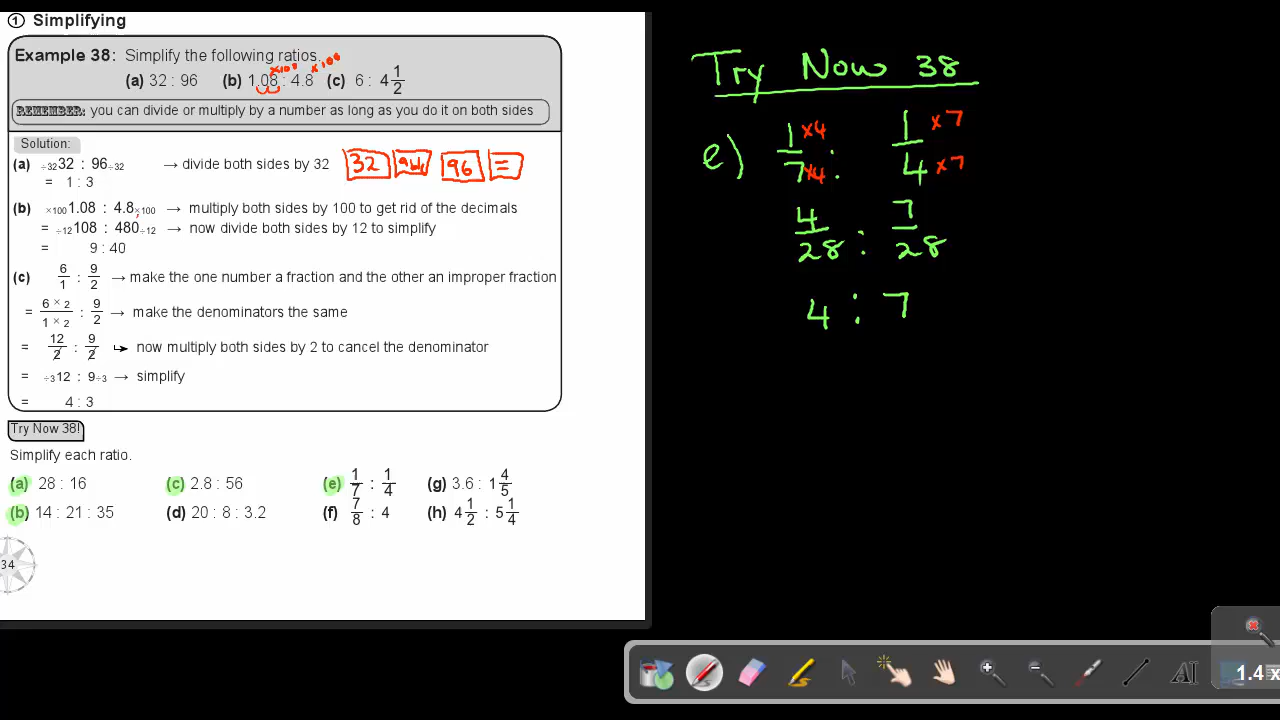 ① Simplifying
Example 38: Simplify the following ratios.
×100 ×100
(a) 32 : 96 (b) 1.08 : 4.8 (c) 6 : 4 1/2
REMEMBER: you can divide or multiply by a number as long as you do it on both sides
Solution:
(a) ÷32 32 : 96 ÷32 → divide both sides by 32
32 96 =
= 1 : 3
(b) ×100 1.08 : 4.8 ×100 → multiply both sides by 100 to get rid of the decimals
= ÷12 108 : 480 ÷12 → now divide both sides by 12 to simplify
= 9 : 40
(c) 6/1 : 9/2 → make the one number a fraction and the other an improper fraction
= 6 × 2/1 × 2 : 9/2 → make the denominators the same
= 12/2 : 9/2 ↳ now multiply both sides by 2 to cancel the denominator
= ÷3 12 : 9 ÷3 → simplify
= 4 : 3
Try Now 38!
Simplify each ratio.
(a) 28 : 16 (c) 2.8 : 56 (e) 1/7 : 1/4 (g) 3.6 : 1 4/5
(b) 14 : 21 : 35 (d) 20 : 8 : 3.2 (f) 7/8 : 4 (h) 4 1/2 : 5 1/4
34
Try Now 38
e) 1 ×4/7 ×4 : 1 ×7/4 ×7
4/28 : 7/28
4 : 7
AI
1.4×